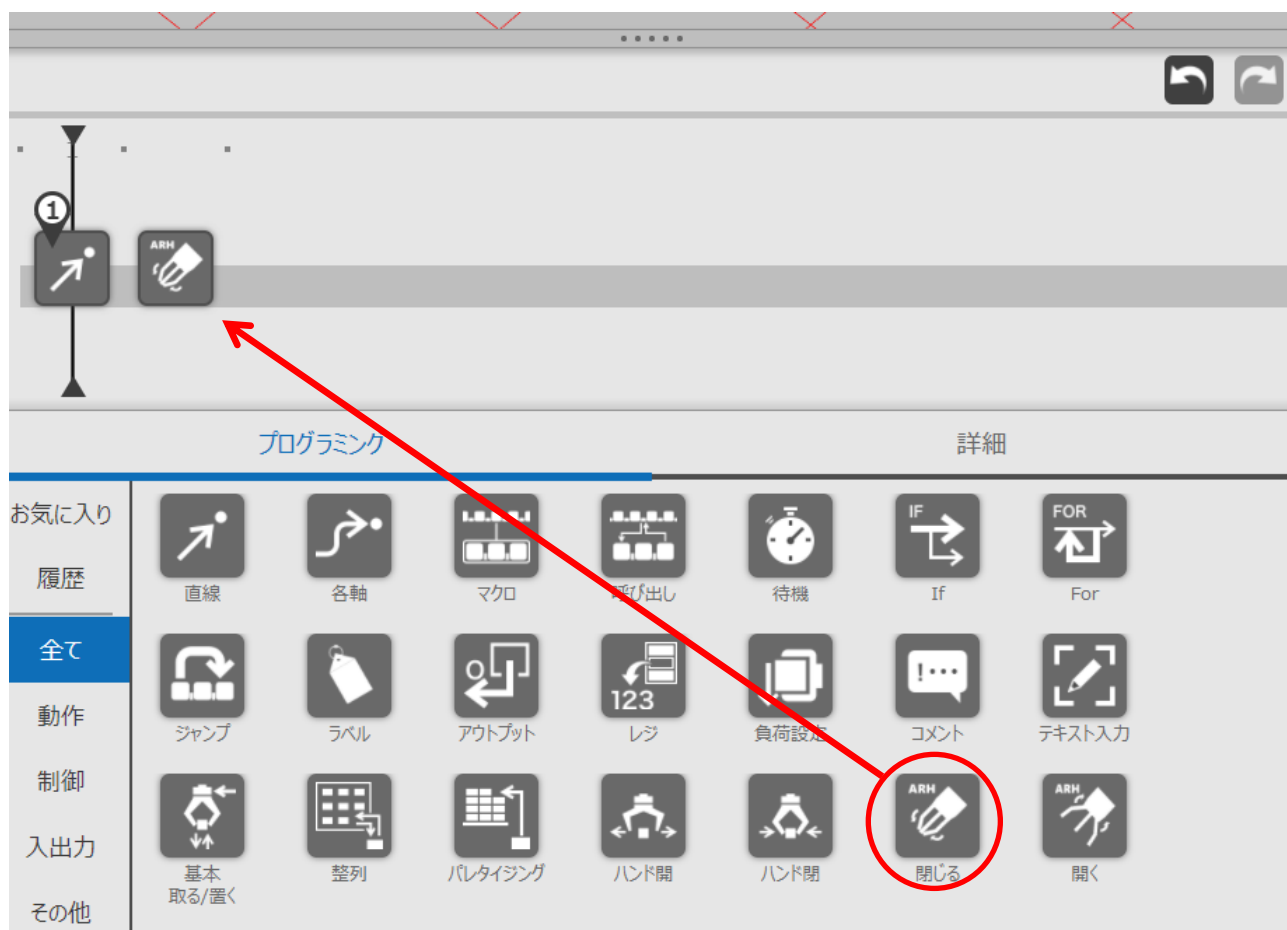 1
ARH
プログラミング
詳細
お気に入り
履歴
全て
動作
制御
入出力
その他
直線
各軸
マクロ
呼び出し
待機
IF
If
FOR
For
ジャンプ
ラベル
アウトプット
123
レジ
負荷設定
!…
コメント
テキスト入力
基本
取る/置く
整列
パレタイジング
ハンド開
ハンド閉
ARH
閉じる
ARH
開く